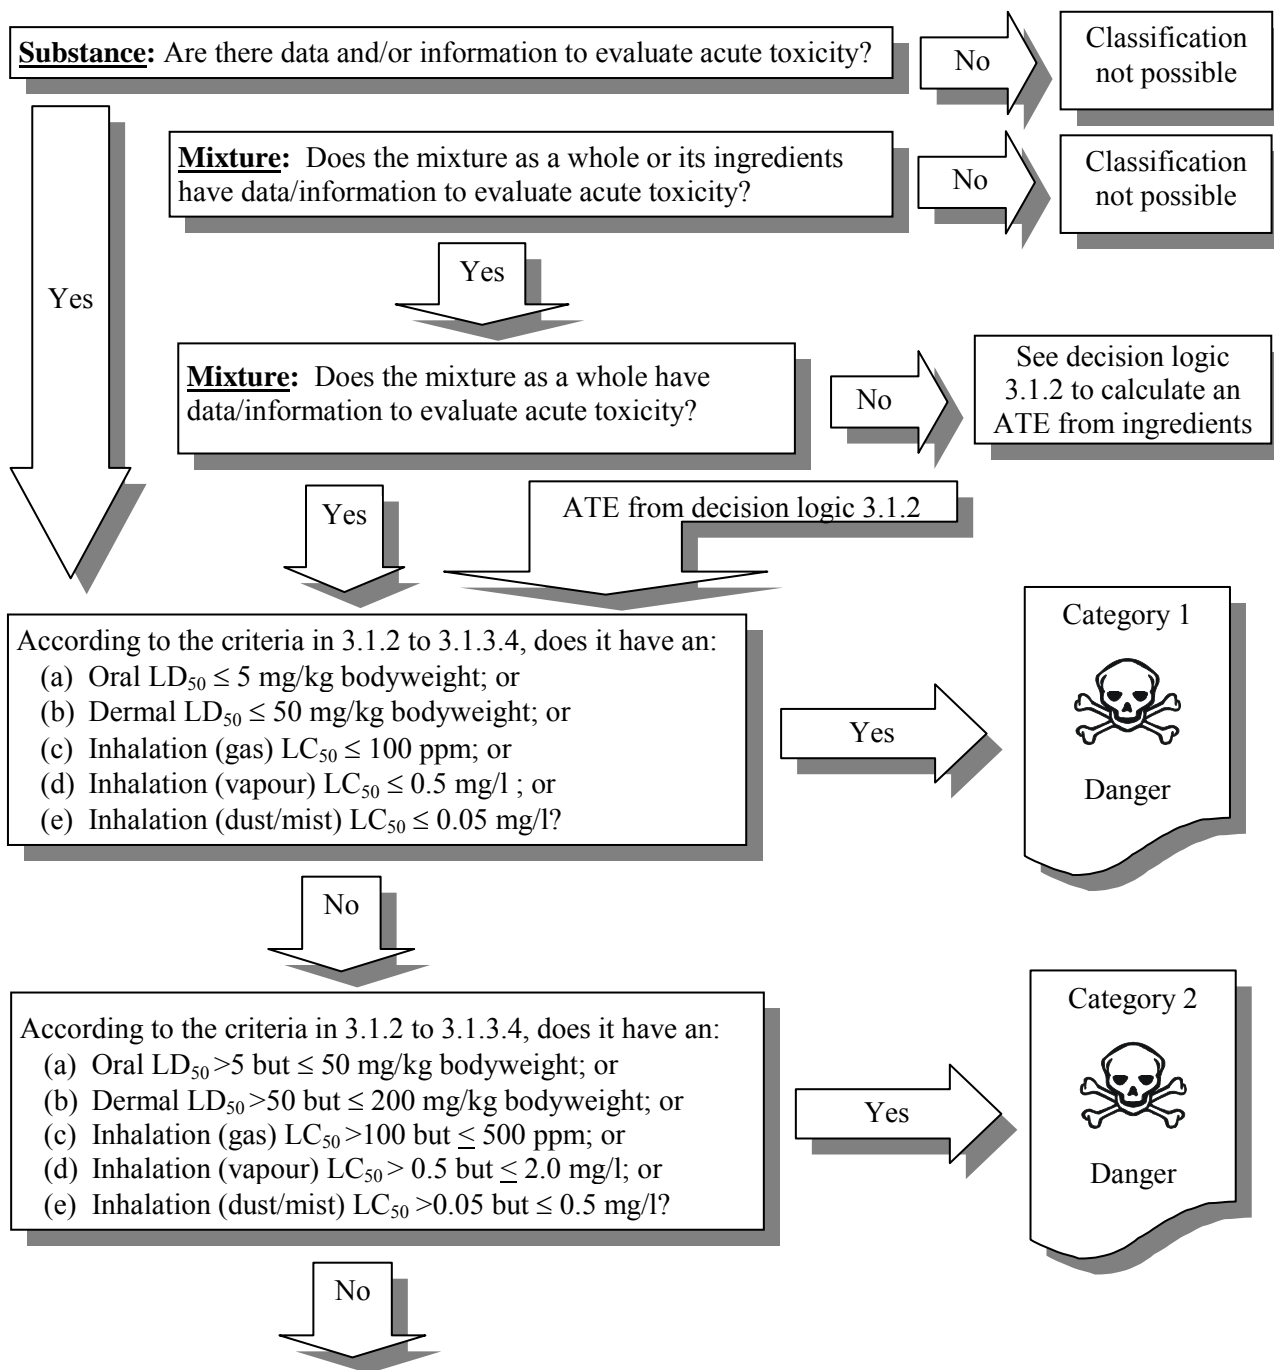 Substance: Are there data and/or information to evaluate acute toxicity?
No
Classification
not possible
Mixture: Does the mixture as a whole or its ingredients
have data/information to evaluate acute toxicity?
No
Classification
not possible
Yes
Yes
Mixture: Does the mixture as a whole have
data/information to evaluate acute toxicity?
No
See decision logic
3.1.2 to calculate an
ATE from ingredients
Yes
ATE from decision logic 3.1.2
According to the criteria in 3.1.2 to 3.1.3.4, does it have an:
(a) Oral LD50 ≤ 5 mg/kg bodyweight; or
(b) Dermal LD50 ≤ 50 mg/kg bodyweight; or
(c) Inhalation (gas) LC50 ≤ 100 ppm; or
(d) Inhalation (vapour) LC50 ≤ 0.5 mg/l ; or
(e) Inhalation (dust/mist) LC50 ≤ 0.05 mg/l?
Yes
Category 1
Danger
No
According to the criteria in 3.1.2 to 3.1.3.4, does it have an:
(a) Oral LD50 >5 but ≤ 50 mg/kg bodyweight; or
(b) Dermal LD50 >50 but ≤ 200 mg/kg bodyweight; or
(c) Inhalation (gas) LC50 >100 but ≤ 500 ppm; or
(d) Inhalation (vapour) LC50 > 0.5 but ≤ 2.0 mg/l; or
(e) Inhalation (dust/mist) LC50 >0.05 but ≤ 0.5 mg/l?
Yes
Category 2
Danger
No